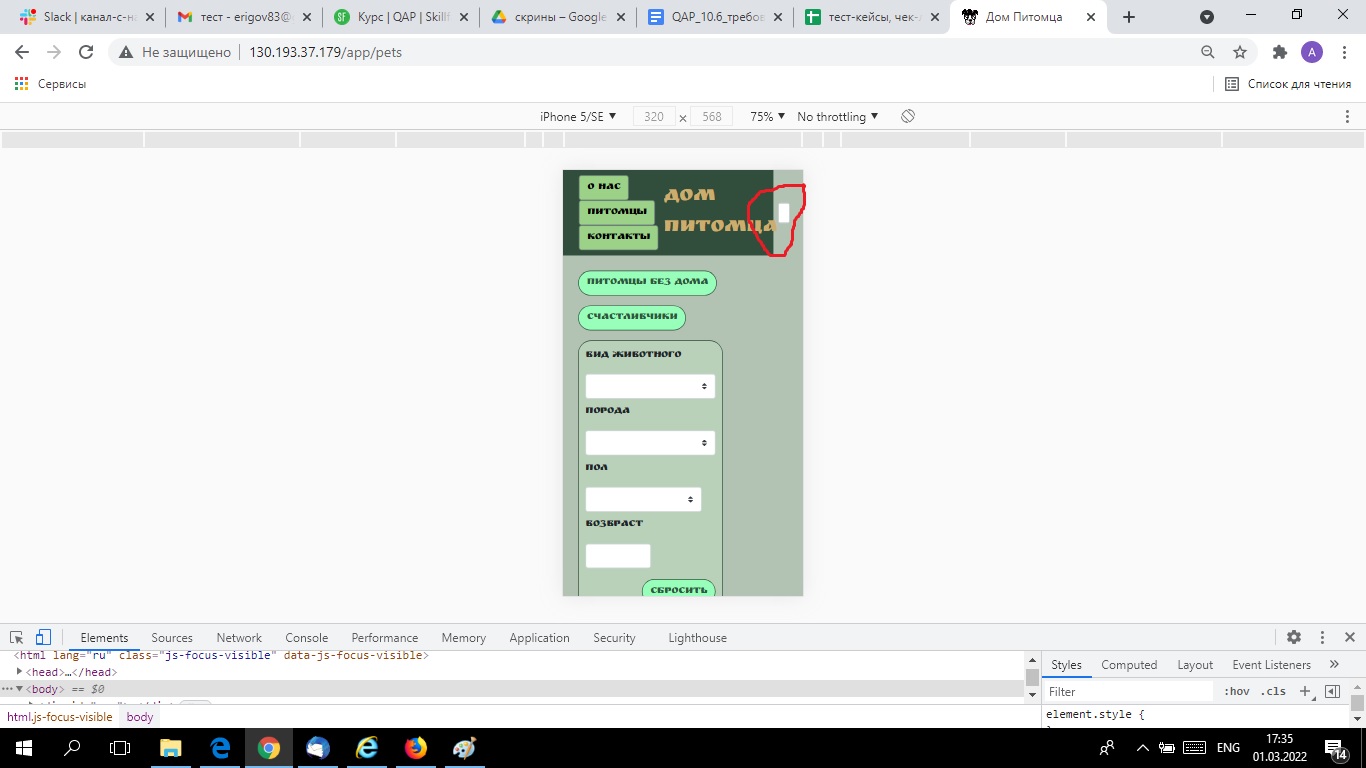 Slack | канал-с-на
тест - erigov83@
Курс | QAP | Skillf
скрины – Google
QAP_10.6_требов
тест-кейсы, чек-л
Дом Питомца
Не защищено
130.193.37.179/app/pets
A
Сервисы
Список для чтения
iPhone 5/SE
320
568
75%
No throttling
О НАС
ПИТОМЦЫ
КОНТАКТЫ
ДОМ
ПИТОМЦА
ПИТОМЦЫ БЕЗ ДОМА
СЧАСТЛИВЧИКИ
ВИД ЖИВОТНОГО
ПОРОДА
ПОЛ
ВОЗВРАСТ
СБРОСИТЬ
Elements
Sources
Network
Console
Performance
Memory
Application
Security
Lighthouse
<html lang="ru" class="js-focus-visible" data-js-focus-visible>
<head>…</head>
<body> == $0
html.js-focus-visible
body
Styles
Computed
Layout
Event Listeners
Filter
:hov
.cls
element.style {
ENG
17:35
01.03.2022
14